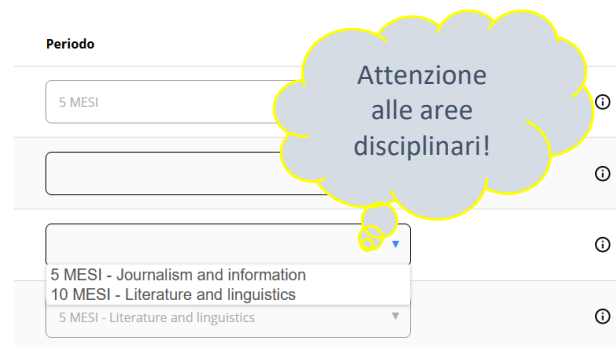 Periodo
5 MESI
Attenzione
alle aree
disciplinari!
5 MESI - Journalism and information
10 MESI - Literature and linguistics
5 MESI - Literature and linguistics